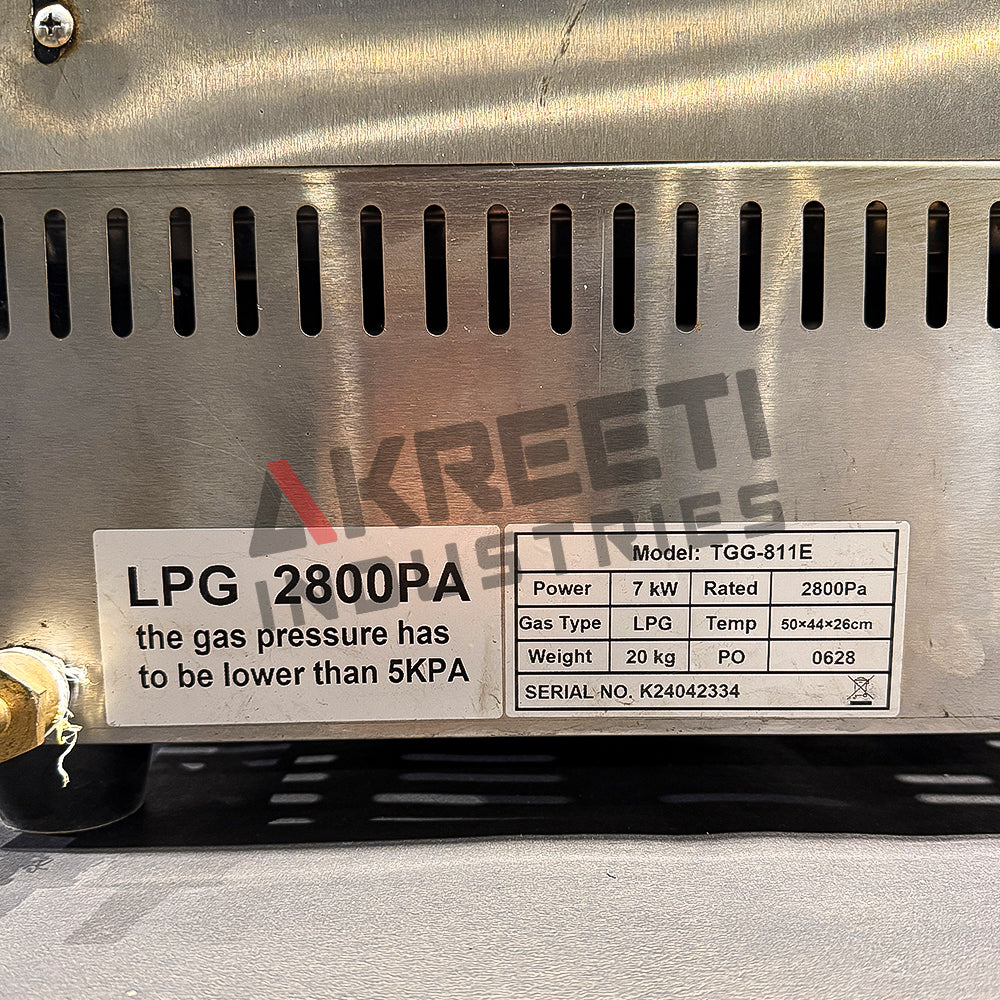 AKREETI
INDUSTRIES
LPG 2800PA
the gas pressure has
to be lower than 5KPA
Model: TGG-811E
Power 7 kW Rated 2800Pa
Gas Type LPG Temp 50×44×26cm
Weight 20 kg PO 0628
SERIAL NO. K24042334